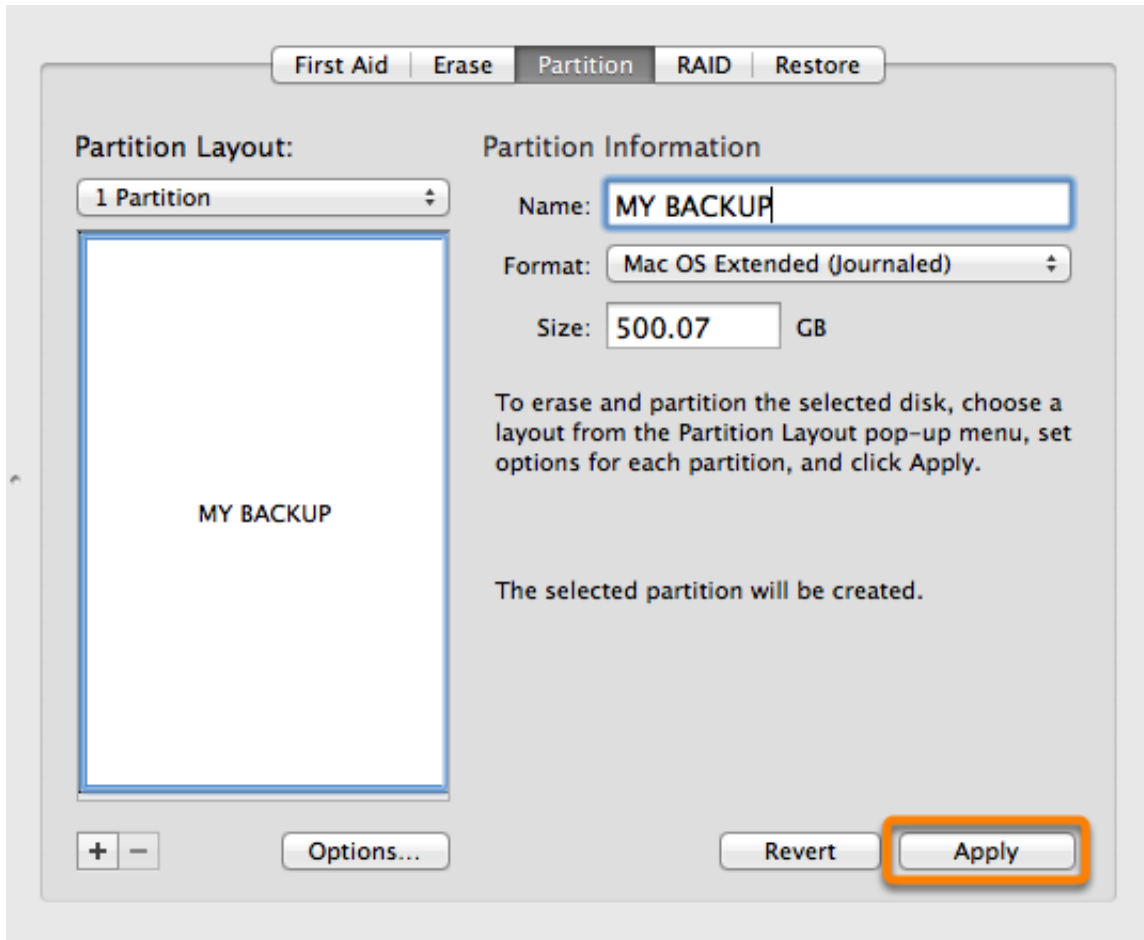 First Aid Erase Partition RAID Restore
Partition Layout:
1 Partition
MY BACKUP
+ −
Options...
Partition Information
Name: MY BACKUP
Format: Mac OS Extended (Journaled)
Size: 500.07 GB
To erase and partition the selected disk, choose a
layout from the Partition Layout pop-up menu, set
options for each partition, and click Apply.
The selected partition will be created.
Revert Apply